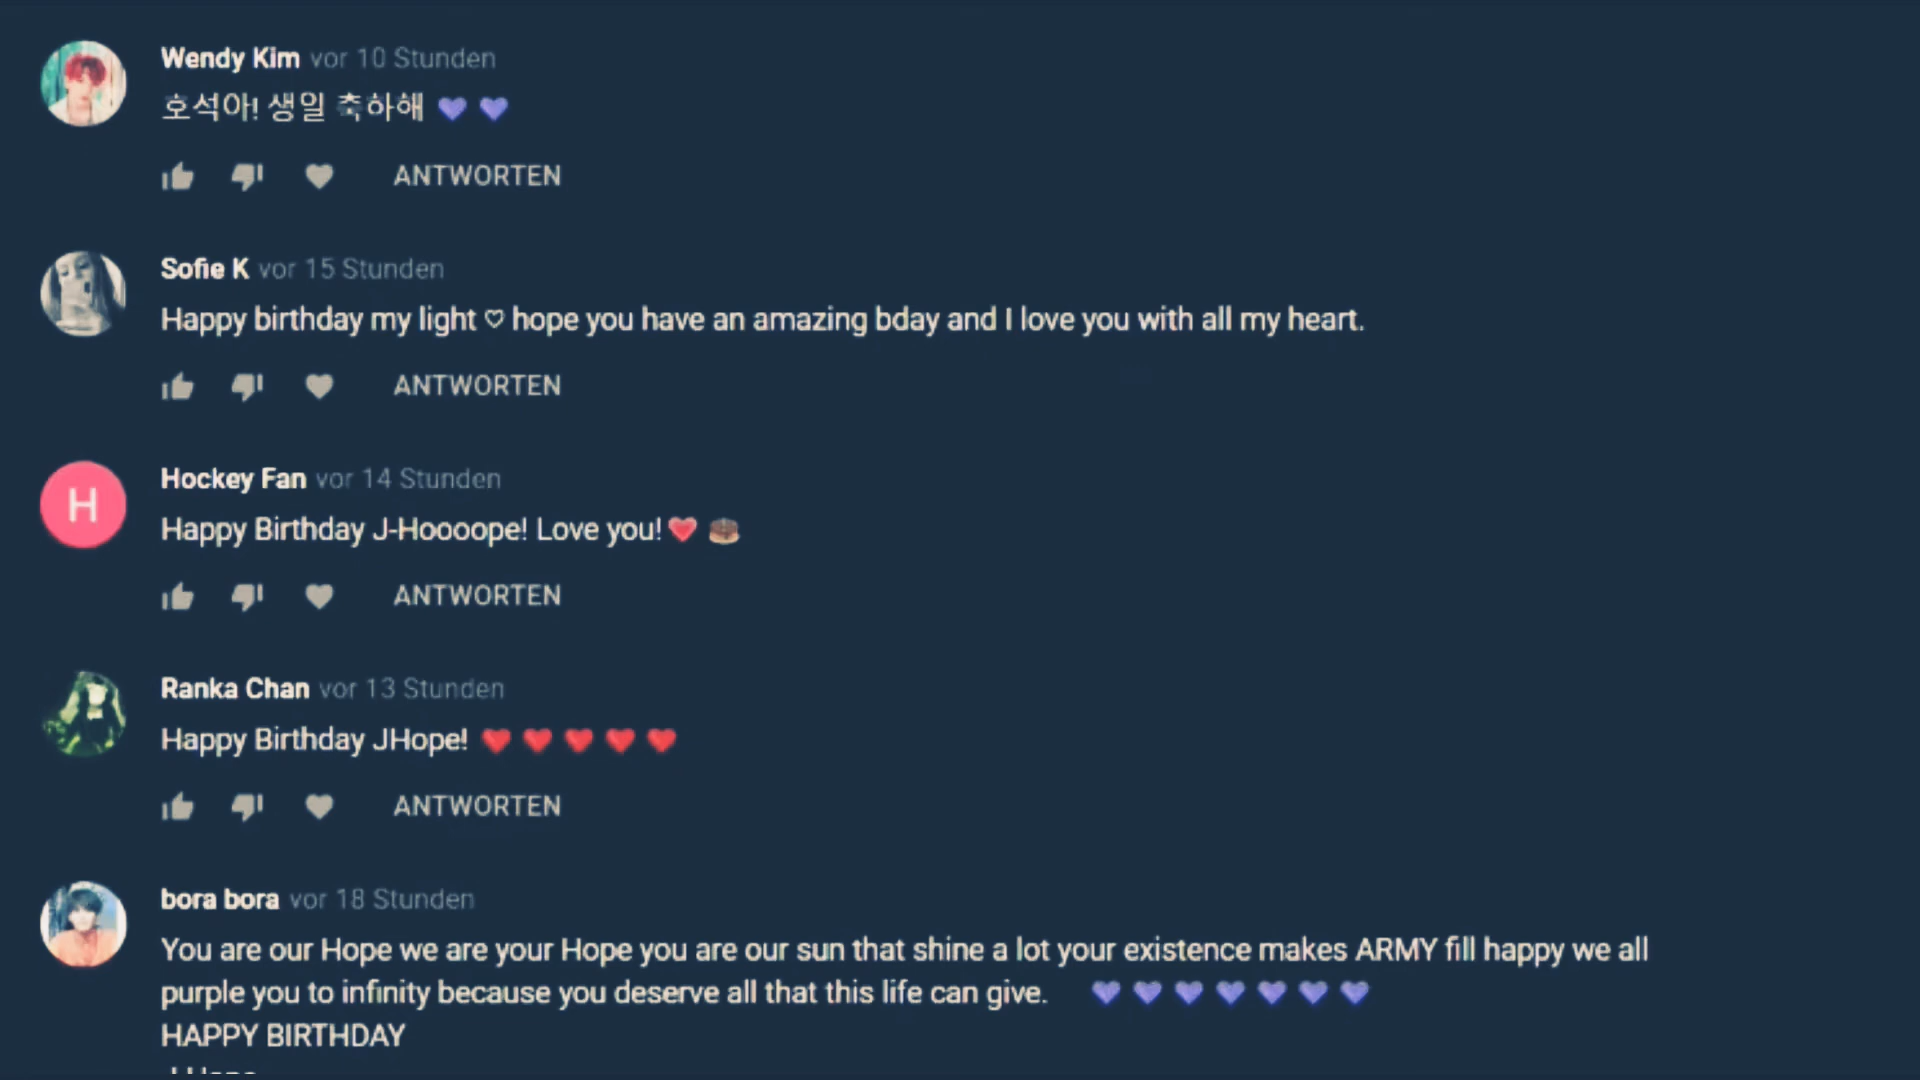 Wendy Kim vor 10 Stunden
호석아! 생일 축하해 💜 💜
ANTWORTEN
Sofie K vor 15 Stunden
Happy birthday my light ♡ hope you have an amazing bday and I love you with all my heart.
ANTWORTEN
H
Hockey Fan vor 14 Stunden
Happy Birthday J-Hoooope! Love you!❤️ 🎂
ANTWORTEN
Ranka Chan vor 13 Stunden
Happy Birthday JHope! ❤️ ❤️ ❤️ ❤️ ❤️
ANTWORTEN
bora bora vor 18 Stunden
You are our Hope we are your Hope you are our sun that shine a lot your existence makes ARMY fill happy we all
purple you to infinity because you deserve all that this life can give. 💜 💜 💜 💜 💜 💜 💜
HAPPY BIRTHDAY